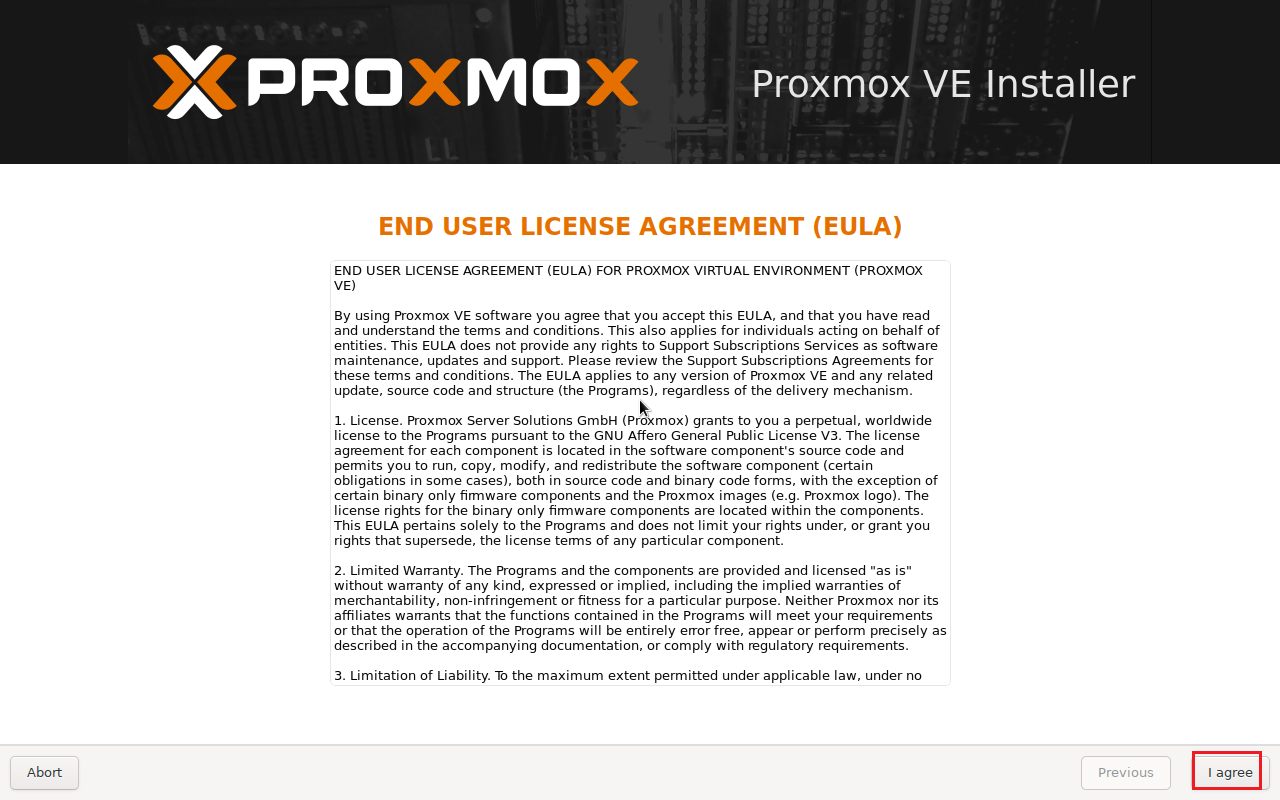 PROXMOX
Proxmox VE Installer
END USER LICENSE AGREEMENT (EULA)
END USER LICENSE AGREEMENT (EULA) FOR PROXMOX VIRTUAL ENVIRONMENT (PROXMOX
VE)
By using Proxmox VE software you agree that you accept this EULA, and that you have read
and understand the terms and conditions. This also applies for individuals acting on behalf of
entities. This EULA does not provide any rights to Support Subscriptions Services as software
maintenance, updates and support. Please review the Support Subscriptions Agreements for
these terms and conditions. The EULA applies to any version of Proxmox VE and any related
update, source code and structure (the Programs), regardless of the delivery mechanism.
1. License. Proxmox Server Solutions GmbH (Proxmox) grants to you a perpetual, worldwide
license to the Programs pursuant to the GNU Affero General Public License V3. The license
agreement for each component is located in the software component's source code and
permits you to run, copy, modify, and redistribute the software component (certain
obligations in some cases), both in source code and binary code forms, with the exception of
certain binary only firmware components and the Proxmox images (e.g. Proxmox logo). The
license rights for the binary only firmware components are located within the components.
This EULA pertains solely to the Programs and does not limit your rights under, or grant you
rights that supersede, the license terms of any particular component.
2. Limited Warranty. The Programs and the components are provided and licensed "as is"
without warranty of any kind, expressed or implied, including the implied warranties of
merchantability, non-infringement or fitness for a particular purpose. Neither Proxmox nor its
affiliates warrants that the functions contained in the Programs will meet your requirements
or that the operation of the Programs will be entirely error free, appear or perform precisely as
described in the accompanying documentation, or comply with regulatory requirements.
3. Limitation of Liability. To the maximum extent permitted under applicable law, under no
Abort
Previous
I agree